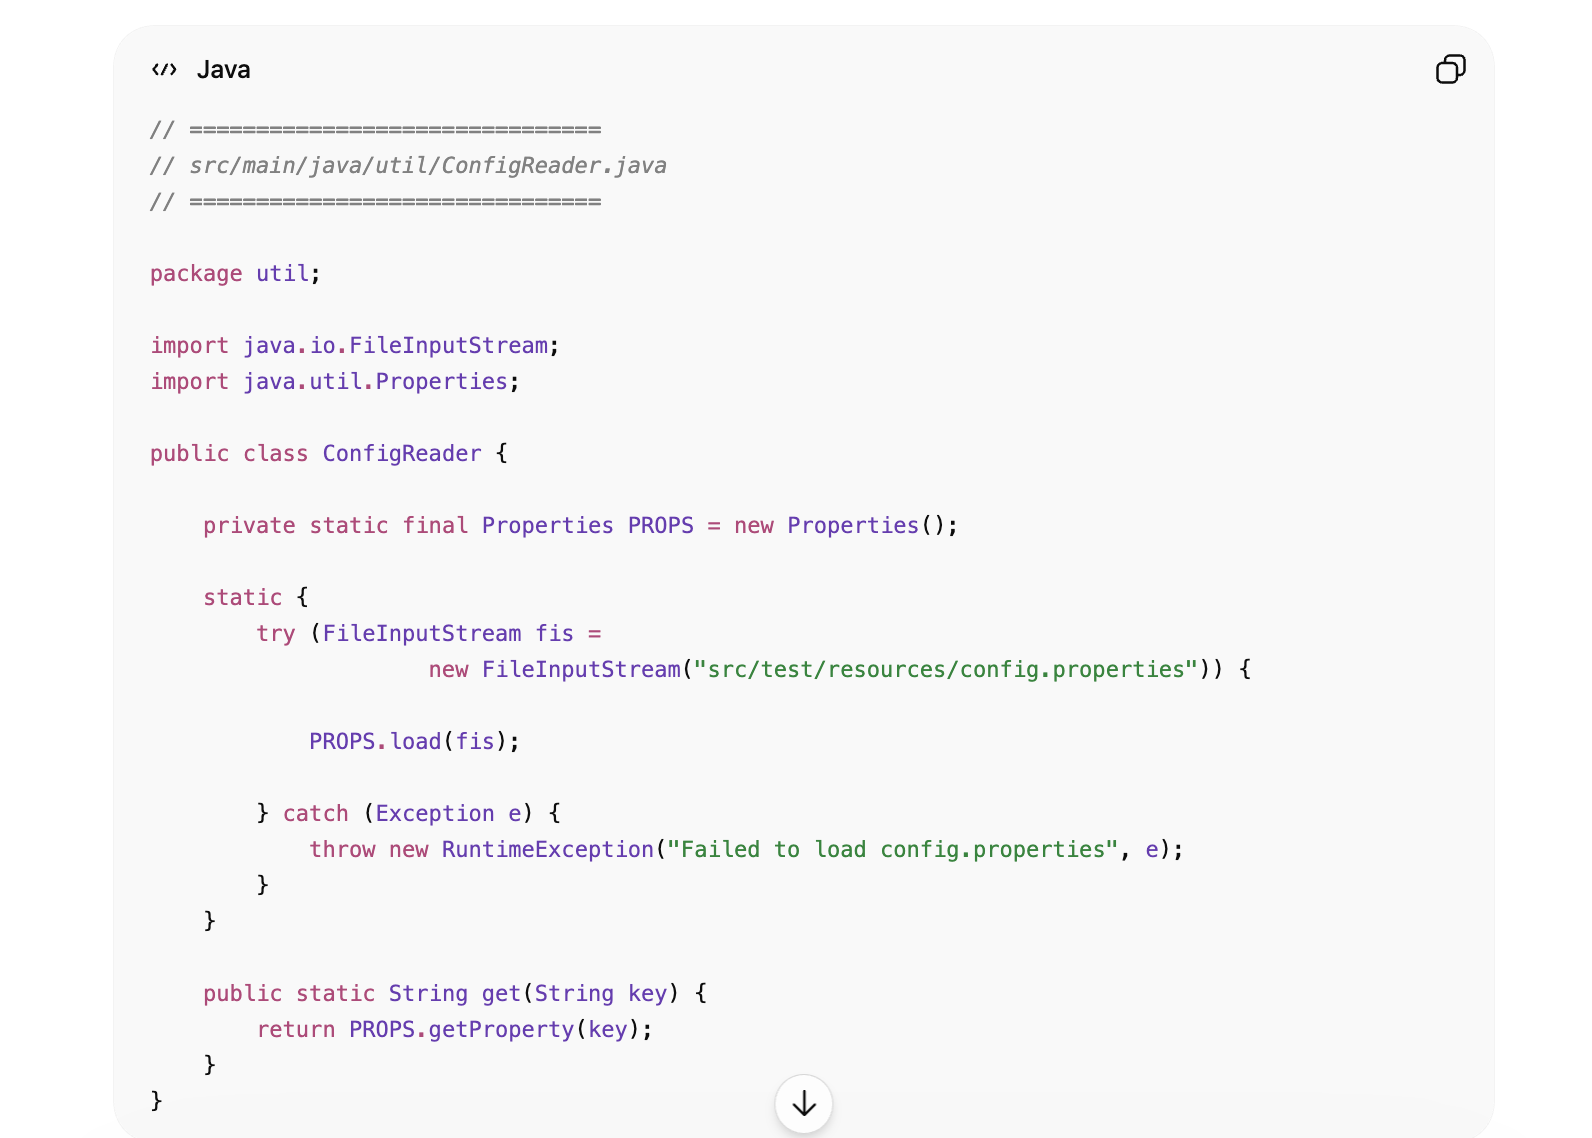 Java
// ===============================
// src/main/java/util/ConfigReader.java
// ===============================
package util;
import java.io.FileInputStream;
import java.util.Properties;
public class ConfigReader {
    private static final Properties PROPS = new Properties();
    static {
        try (FileInputStream fis =
                     new FileInputStream("src/test/resources/config.properties")) {
            PROPS.load(fis);
        } catch (Exception e) {
            throw new RuntimeException("Failed to load config.properties", e);
        }
    }
    public static String get(String key) {
        return PROPS.getProperty(key);
    }
}